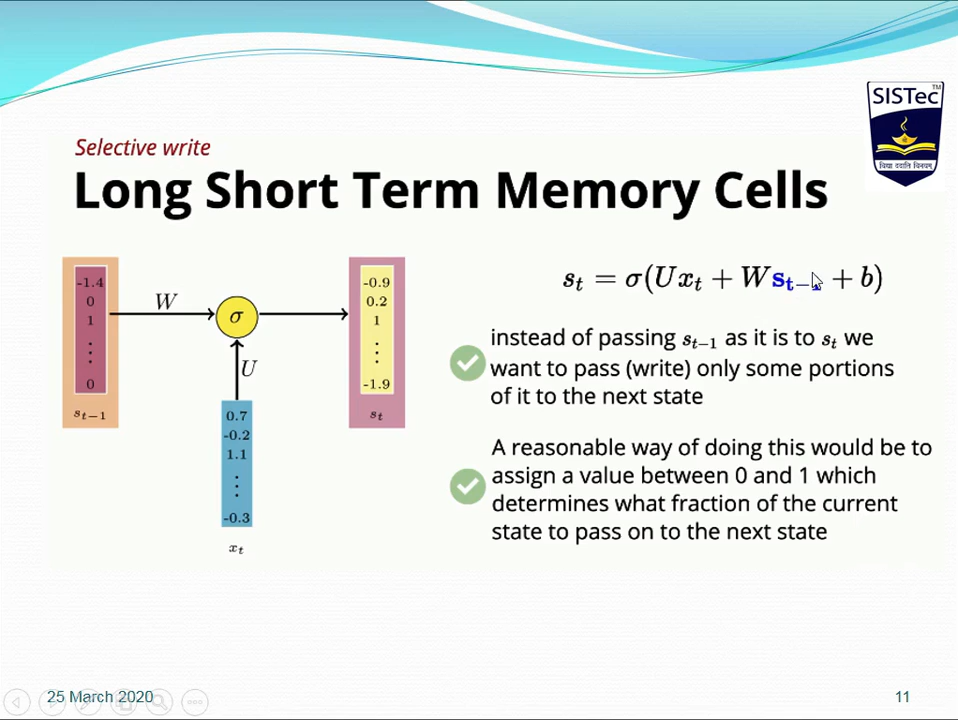 SISTec
TM
विद्या ददाति विनयम्
Selective write
Long Short Term Memory Cells
-1.4
0
1
⋮
0
s_{t-1}
W
σ
U
0.7
-0.2
1.1
⋮
-0.3
x_t
-0.9
0.2
1
⋮
-1.9
s_t
s_t = σ(Ux_t + Ws_{t-1} + b)
instead of passing s_{t-1} as it is to s_t we
want to pass (write) only some portions
of it to the next state
A reasonable way of doing this would be to
assign a value between 0 and 1 which
determines what fraction of the current
state to pass on to the next state
25 March 2020
11